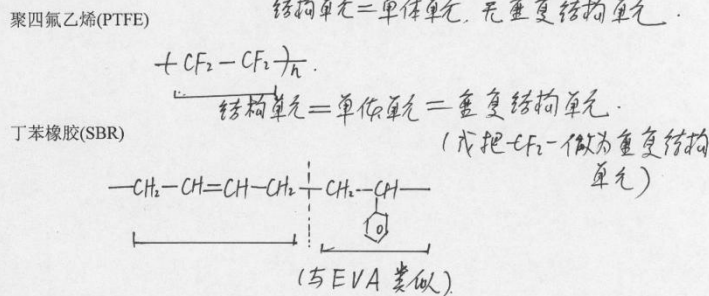 结构单元=单体单元, 无重复结构单元.
聚四氟乙烯(PTFE)
-(CF₂-CF₂)-n.
结构单元=单体单元=重复结构单元.
(或把-CF₂-做为重复结构单元)
丁苯橡胶(SBR)
-CH₂-CH=CH-CH₂-CH₂-CH-
(与EVA类似)